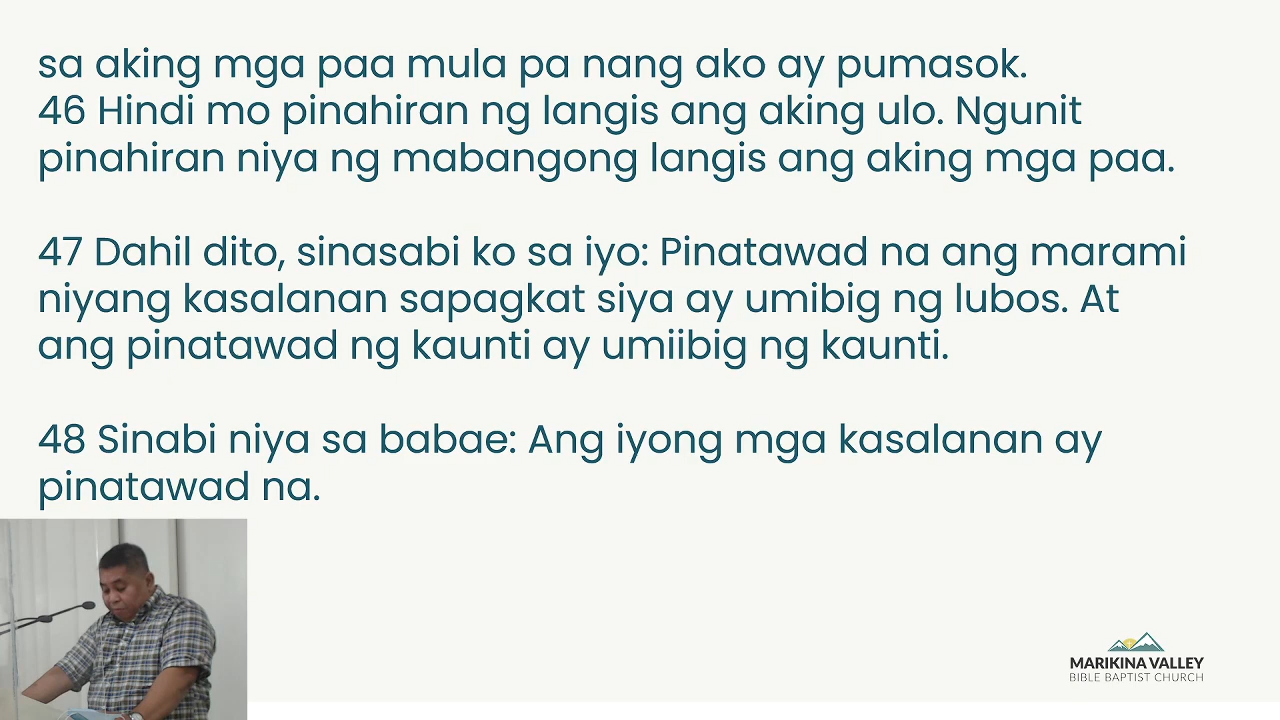 sa aking mga paa mula pa nang ako ay pumasok.
46 Hindi mo pinahiran ng langis ang aking ulo. Ngunit
pinahiran niya ng mabangong langis ang aking mga paa.
47 Dahil dito, sinasabi ko sa iyo: Pinatawad na ang marami
niyang kasalanan sapagkat siya ay umibig ng lubos. At
ang pinatawad ng kaunti ay umiibig ng kaunti.
48 Sinabi niya sa babae: Ang iyong mga kasalanan ay
pinatawad na.
MARIKINA VALLEY
BIBLE BAPTIST CHURCH